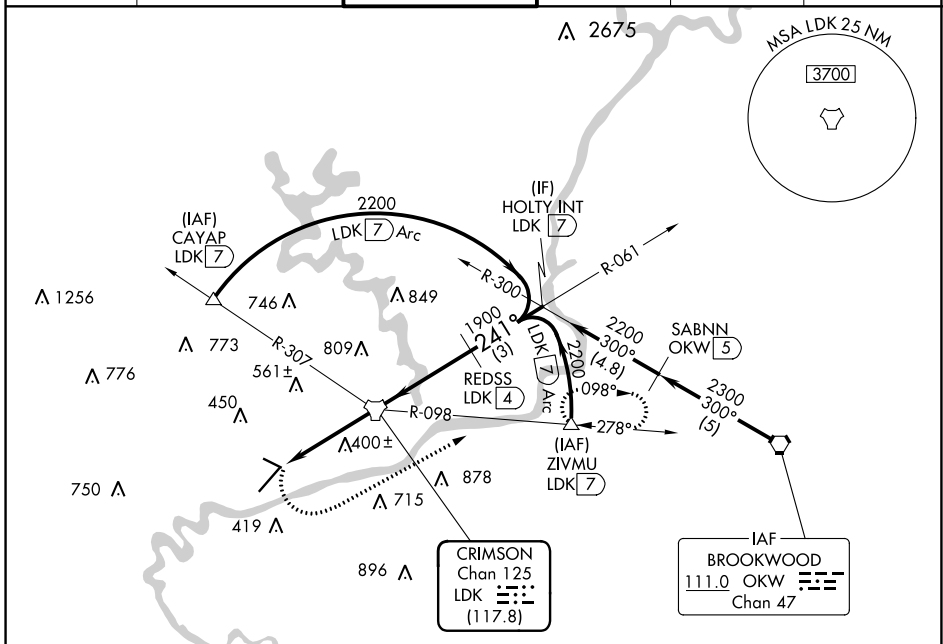 2675
MSA LDK 25 NM
3700
(IAF)
CAYAP
LDK 7
2200
LDK 7 Arc
(IF)
HOLTY INT
LDK 7
R-061
R-300
1256
746
849
773
R-307
809
561±
776
450
1900
241°
(3)
REDSS
LDK 4
LDK 7 Arc
2200
2200
300°
(4.8)
SABNN
OKW 5
2300
300°
(5)
098°
278°
R-098
400±
(IAF)
ZIVMU
LDK 7
750
419
715
878
896
CRIMSON
Chan 125
LDK
(117.8)
IAF
BROOKWOOD
111.0 OKW
Chan 47